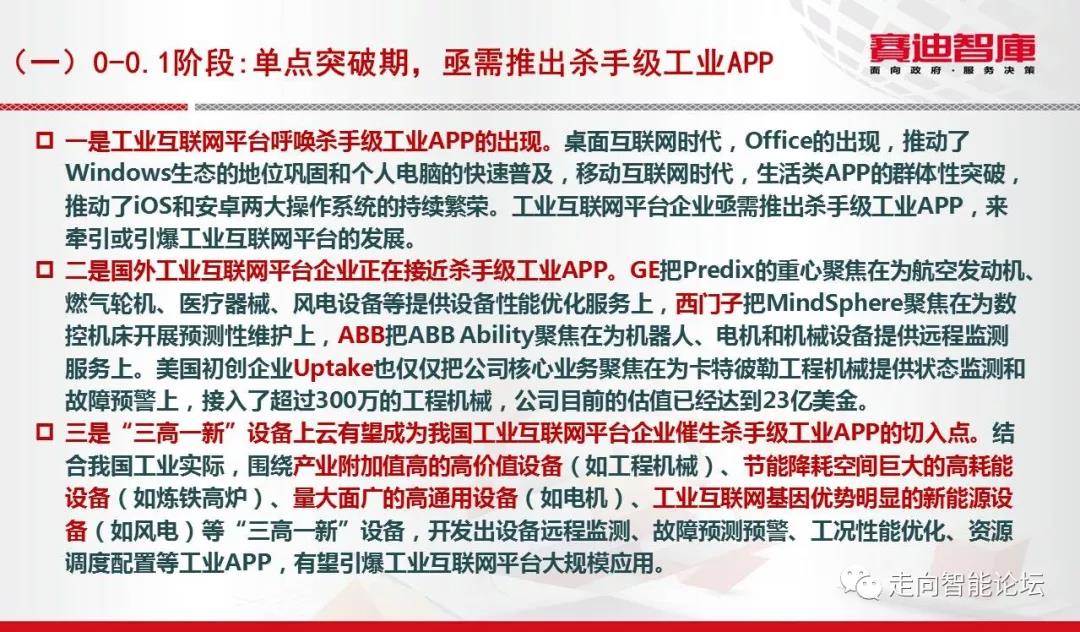 （一）0-0.1阶段:单点突破期，亟需推出杀手级工业APP
赛迪智库
面向政府·服务决策
一是工业互联网平台呼唤杀手级工业APP的出现。桌面互联网时代，Office的出现，推动了
Windows生态的地位巩固和个人电脑的快速普及，移动互联网时代，生活类APP的群体性突破，
推动了iOS和安卓两大操作系统的持续繁荣。工业互联网平台企业亟需推出杀手级工业APP，来
牵引或引爆工业互联网平台的发展。
二是国外工业互联网平台企业正在接近杀手级工业APP。GE把Predix的重心聚焦在为航空发动机、
燃气轮机、医疗器械、风电设备等提供设备性能优化服务上，西门子把MindSphere聚焦在为数
控机床开展预测性维护上，ABB把ABB Ability聚焦在为机器人、电机和机械设备提供远程监测
服务上。美国初创企业Uptake也仅仅把公司核心业务聚焦在为卡特彼勒工程机械提供状态监测和
故障预警上，接入了超过300万的工程机械，公司目前的估值已经达到23亿美金。
三是“三高一新”设备上云有望成为我国工业互联网平台企业催生杀手级工业APP的切入点。结
合我国工业实际，围绕产业附加值高的高价值设备（如工程机械）、节能降耗空间巨大的高耗能
设备（如炼铁高炉）、量大面广的高通用设备（如电机）、工业互联网基因优势明显的新能源设
备（如风电）等“三高一新”设备，开发出设备远程监测、故障预测预警、工况性能优化、资源
调度配置等工业APP，有望引爆工业互联网平台大规模应用。
走向智能论坛